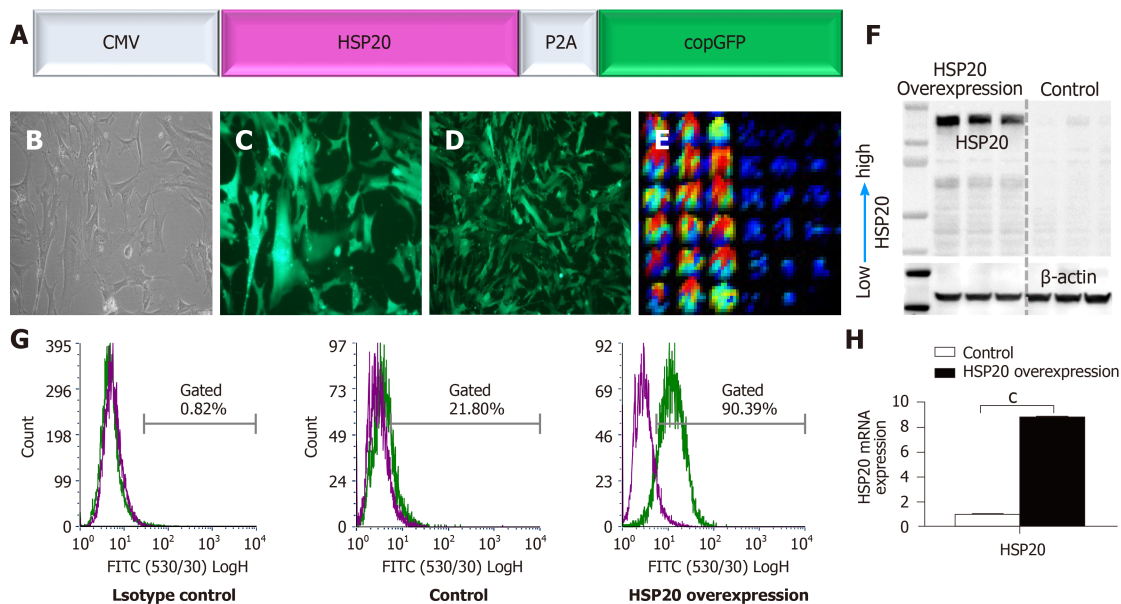 A
CMV
HSP20
P2A
copGFP
B
C
D
E
F
HSP20
Overexpression
Control
HSP20
β-actin
Low
high
HSP20
G
395
296
198
99
0
Count
Gated
0.82%
10⁰ 10¹ 10² 10³ 10⁴
FITC (530/30) LogH
Lsotype control
97
73
49
24
0
Count
Gated
21.80%
10⁰ 10¹ 10² 10³ 10⁴
FITC (530/30) LogH
Control
92
69
46
23
0
Gated
90.39%
10⁰ 10¹ 10² 10³ 10⁴
FITC (530/30) LogH
HSP20 overexpression
H
Control
HSP20 overexpression
c
10
8
6
4
2
0
HSP20 mRNA
expression
HSP20